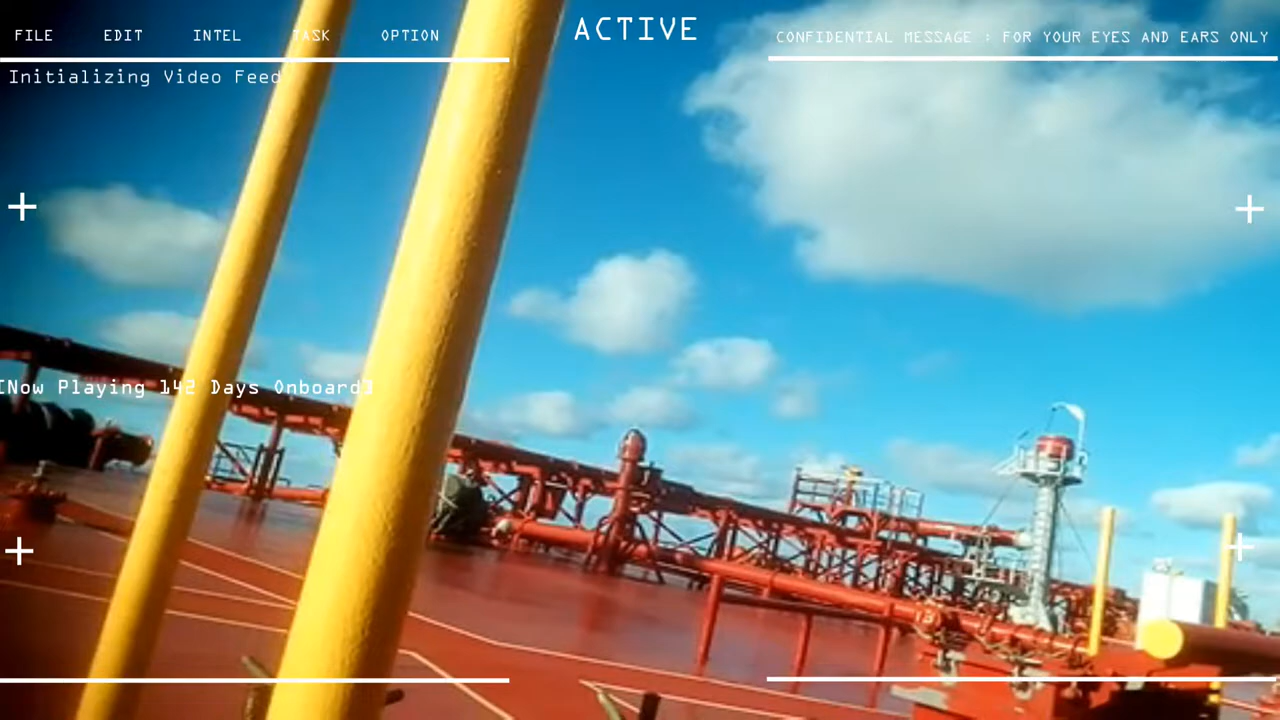 FILE EDIT INTEL TASK OPTION
ACTIVE
CONFIDENTIAL MESSAGE : FOR YOUR EYES AND EARS ONLY
Initializing Video Feed
[Now Playing 142 Days Onboard]